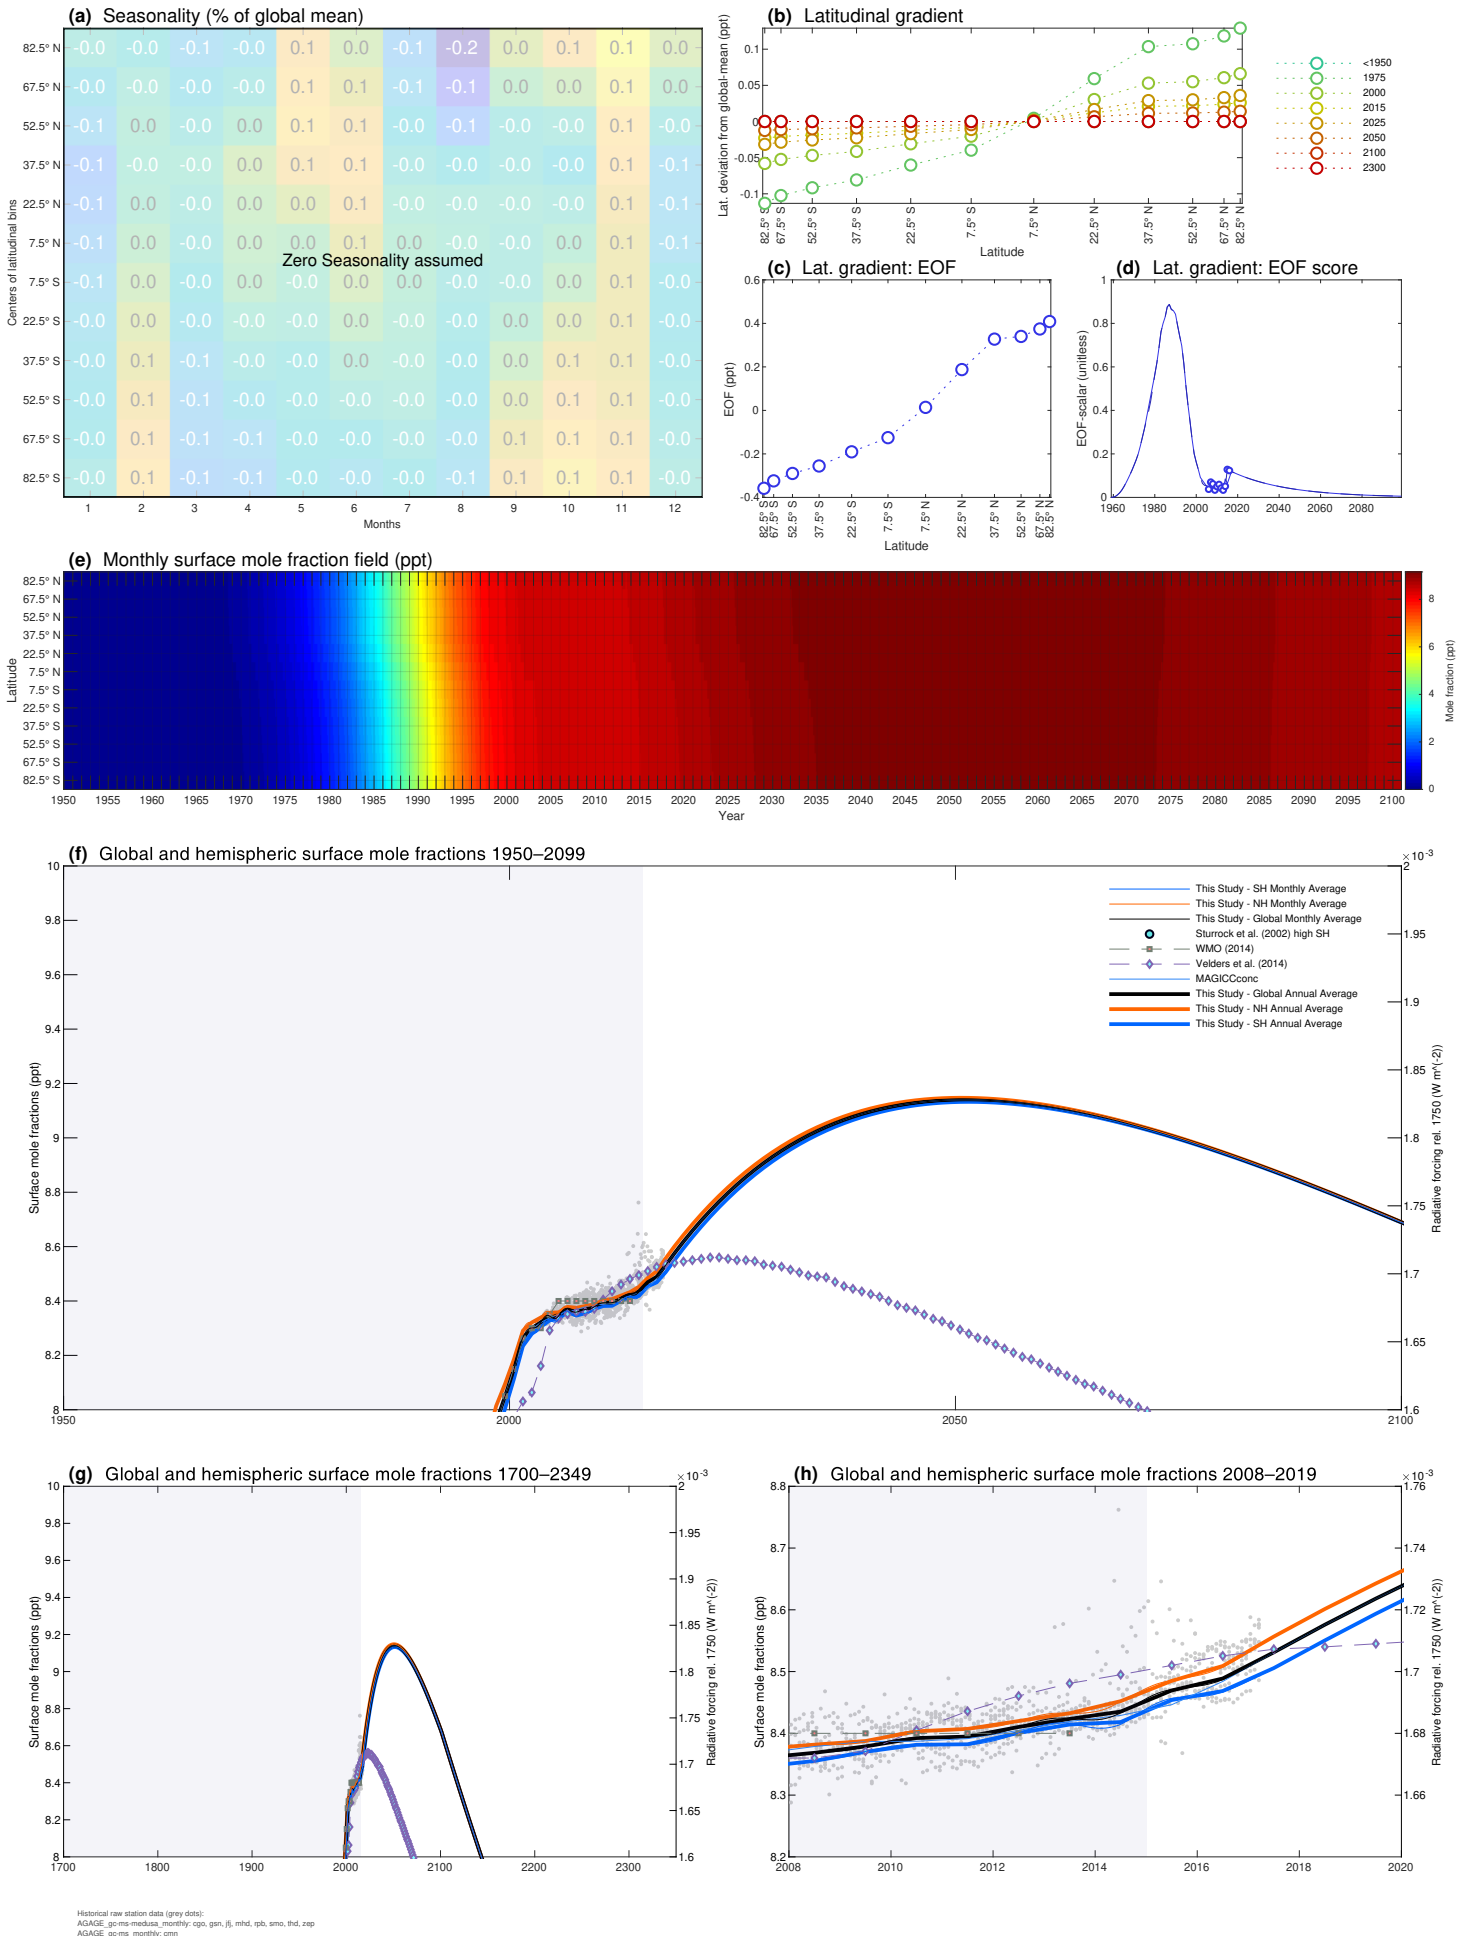 (a) Seasonality (% of global mean)
82.5° N -0.0 -0.0 -0.1 -0.0 0.1 0.0 -0.1 -0.2 0.0 0.1 0.1 0.0
67.5° N -0.0 -0.0 -0.0 -0.0 0.1 0.1 -0.0 -0.1 0.0 0.0 0.1 -0.0
52.5° N -0.1 0.0 -0.0 -0.0 0.1 0.1 -0.0 -0.1 -0.0 -0.0 0.1 -0.0
37.5° N -0.1 0.0 -0.0 0.0 0.1 0.1 -0.0 -0.0 -0.0 -0.0 0.1 -0.1
22.5° N -0.1 0.0 -0.0 0.0 0.0 0.1 -0.0 -0.0 -0.0 -0.0 0.1 -0.1
7.5° N -0.1 0.0 -0.0 0.0 0.0 0.1 0.0 -0.0 -0.0 -0.0 0.1 -0.1
Zero Seasonality assumed
7.5° S -0.1 0.0 -0.0 0.0 -0.0 0.0 0.0 -0.0 -0.0 -0.0 0.1 -0.1
22.5° S -0.0 0.0 -0.0 -0.0 -0.0 0.0 -0.0 -0.0 0.0 -0.0 0.1 -0.0
37.5° S -0.0 0.1 -0.1 -0.0 -0.0 0.0 -0.0 -0.0 0.0 -0.0 0.1 -0.0
52.5° S -0.0 0.1 -0.1 -0.0 -0.0 -0.0 -0.0 -0.0 0.1 0.1 0.1 -0.0
67.5° S -0.0 0.1 -0.1 -0.1 -0.0 -0.0 -0.0 -0.0 0.1 0.1 0.1 -0.0
82.5° S -0.0 0.1 -0.1 -0.1 -0.0 -0.0 -0.0 -0.0 0.1 0.1 0.1 -0.0
1 2 3 4 5 6 7 8 9 10 11 12
Months
Centers of latitudinal bins
(b) Latitudinal gradient
Lat. deviation from global-mean (ppt)
0.1
0.05
0
-0.05
-0.1
82.5° S 67.5° S 52.5° S 37.5° S 22.5° S 7.5° S 7.5° N 22.5° N 37.5° N 52.5° N 67.5° N 82.5° N
Latitude
<1950
1975
2000
2015
2025
2050
2100
2300
(c) Lat. gradient: EOF
EOF (ppt)
0.6
0.4
0.2
0
-0.2
-0.4
82.5° S 67.5° S 52.5° S 37.5° S 22.5° S 7.5° S 7.5° N 22.5° N 37.5° N 52.5° N 67.5° N 82.5° N
Latitude
(d) Lat. gradient: EOF score
EOF-scalar (unitless)
1
0.8
0.6
0.4
0.2
0
1960 1980 2000 2020 2040 2060 2080
(e) Monthly surface mole fraction field (ppt)
Latitude
82.5° N
67.5° N
52.5° N
37.5° N
22.5° N
7.5° N
7.5° S
22.5° S
37.5° S
52.5° S
67.5° S
82.5° S
1950 1955 1960 1965 1970 1975 1980 1985 1990 1995 2000 2005 2010 2015 2020 2025 2030 2035 2040 2045 2050 2055 2060 2065 2070 2075 2080 2085 2090 2095 2100
Year
8
6
4
2
0
Mole fraction (ppt)
(f) Global and hemispheric surface mole fractions 1950–2099
Surface mole fractions (ppt)
10
9.8
9.6
9.4
9.2
9
8.8
8.6
8.4
8.2
8
1950 2000 2050 2100
×10-3
2
1.95
1.9
1.85
1.8
1.75
1.7
1.65
1.6
Radiative forcing rel. 1750 (W m^(-2))
This Study - SH Monthly Average
This Study - NH Monthly Average
This Study - Global Monthly Average
Sturrock et al. (2002) high SH
WMO (2014)
Velders et al. (2014)
MAGICCconc
This Study - Global Annual Average
This Study - NH Annual Average
This Study - SH Annual Average
(g) Global and hemispheric surface mole fractions 1700–2349
Surface mole fractions (ppt)
10
9.8
9.6
9.4
9.2
9
8.8
8.6
8.4
8.2
8
1700 1800 1900 2000 2100 2200 2300
×10-3
2
1.95
1.9
1.85
1.8
1.75
1.7
1.65
1.6
Radiative forcing rel. 1750 (W m^(-2))
(h) Global and hemispheric surface mole fractions 2008–2019
Surface mole fractions (ppt)
8.8
8.7
8.6
8.5
8.4
8.3
8.2
2008 2010 2012 2014 2016 2018 2020
×10-3
1.76
1.74
1.72
1.7
1.68
1.66
Radiative forcing rel. 1750 (W m^(-2))
Historical raw station data (grey dots):
AGAGE_gc-ms-medusa_monthly: cgo, gsn, jfj, mhd, rpb, smo, thd, zep
AGAGE_gc-ms_monthly: cmn